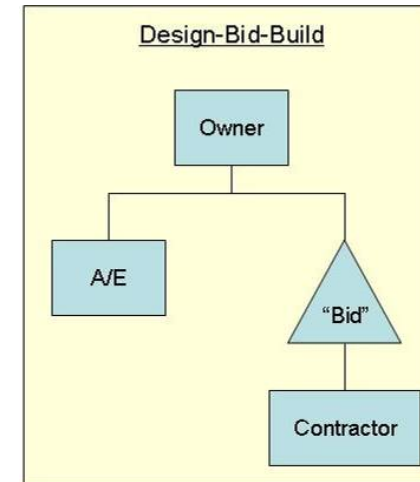 Design-Bid-Build
Owner
A/E
“Bid”
Contractor